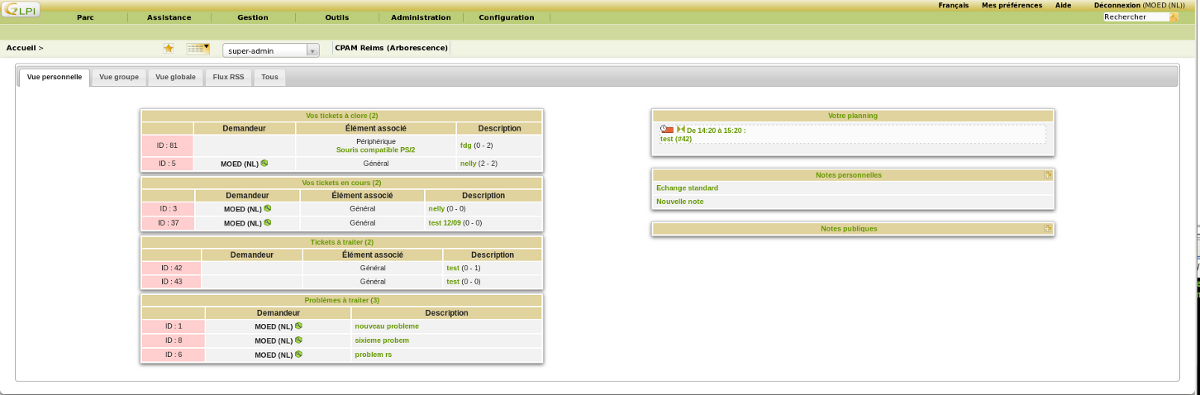 GLPI
Français Mes préférences Aide Déconnexion (MOED (NL))
Parc Assistance Gestion Outils Administration Configuration Rechercher
Accueil > super-admin CPAM Reims (Arborescence)
Vue personnelle Vue groupe Vue globale Flux RSS Tous
Vos tickets à clore (2)
Demandeur Élément associé Description
ID : 81 Périphérique
Souris compatible PS/2 fdg (0 - 2)
ID : 5 MOED (NL) Général nelly (2 - 2)
Vos tickets en cours (2)
Demandeur Élément associé Description
ID : 3 MOED (NL) Général nelly (0 - 0)
ID : 37 MOED (NL) Général test 12/09 (0 - 0)
Tickets à traiter (2)
Demandeur Élément associé Description
ID : 42 Général test (0 - 1)
ID : 43 Général test (0 - 0)
Problèmes à traiter (3)
Demandeur Description
ID : 1 MOED (NL) nouveau probleme
ID : 8 MOED (NL) sixieme probem
ID : 6 MOED (NL) problem rs
Votre planning
De 14:20 à 15:20 :
test (#42)
Notes personnelles
Echange standard
Nouvelle note
Notes publiques